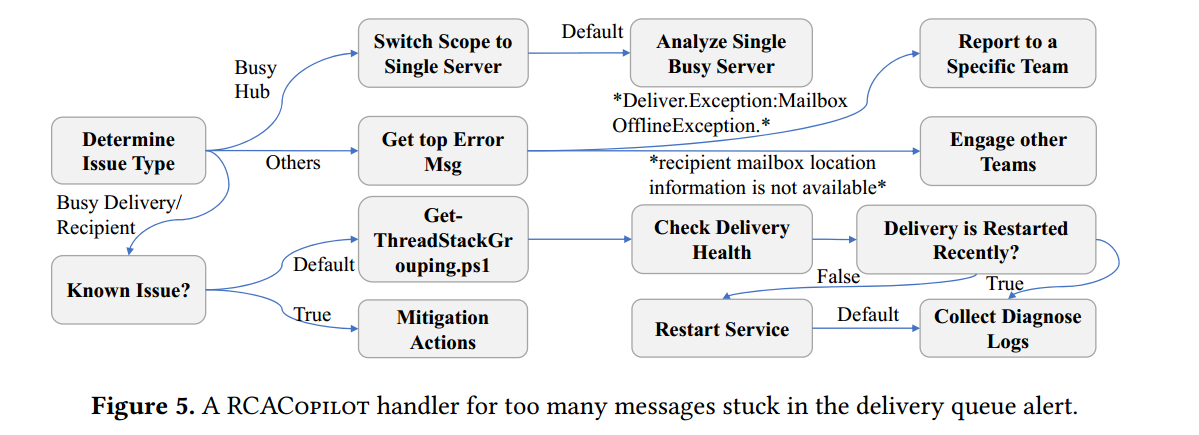 Switch Scope to
Single Server
Default
Analyze Single
Busy Server
Report to a
Specific Team
Busy
Hub
*Deliver.Exception:Mailbox
OfflineException.*
Determine
Issue Type
Others
Get top Error
Msg
Engage other
Teams
*recipient mailbox location
information is not available*
Busy Delivery/
Recipient
Get-
ThreadStackGr
ouping.ps1
Check Delivery
Health
Delivery is Restarted
Recently?
Known Issue?
Default
False
True
True
Mitigation
Actions
Restart Service
Default
Collect Diagnose
Logs
Figure 5. A RCACOPILOT handler for too many messages stuck in the delivery queue alert.